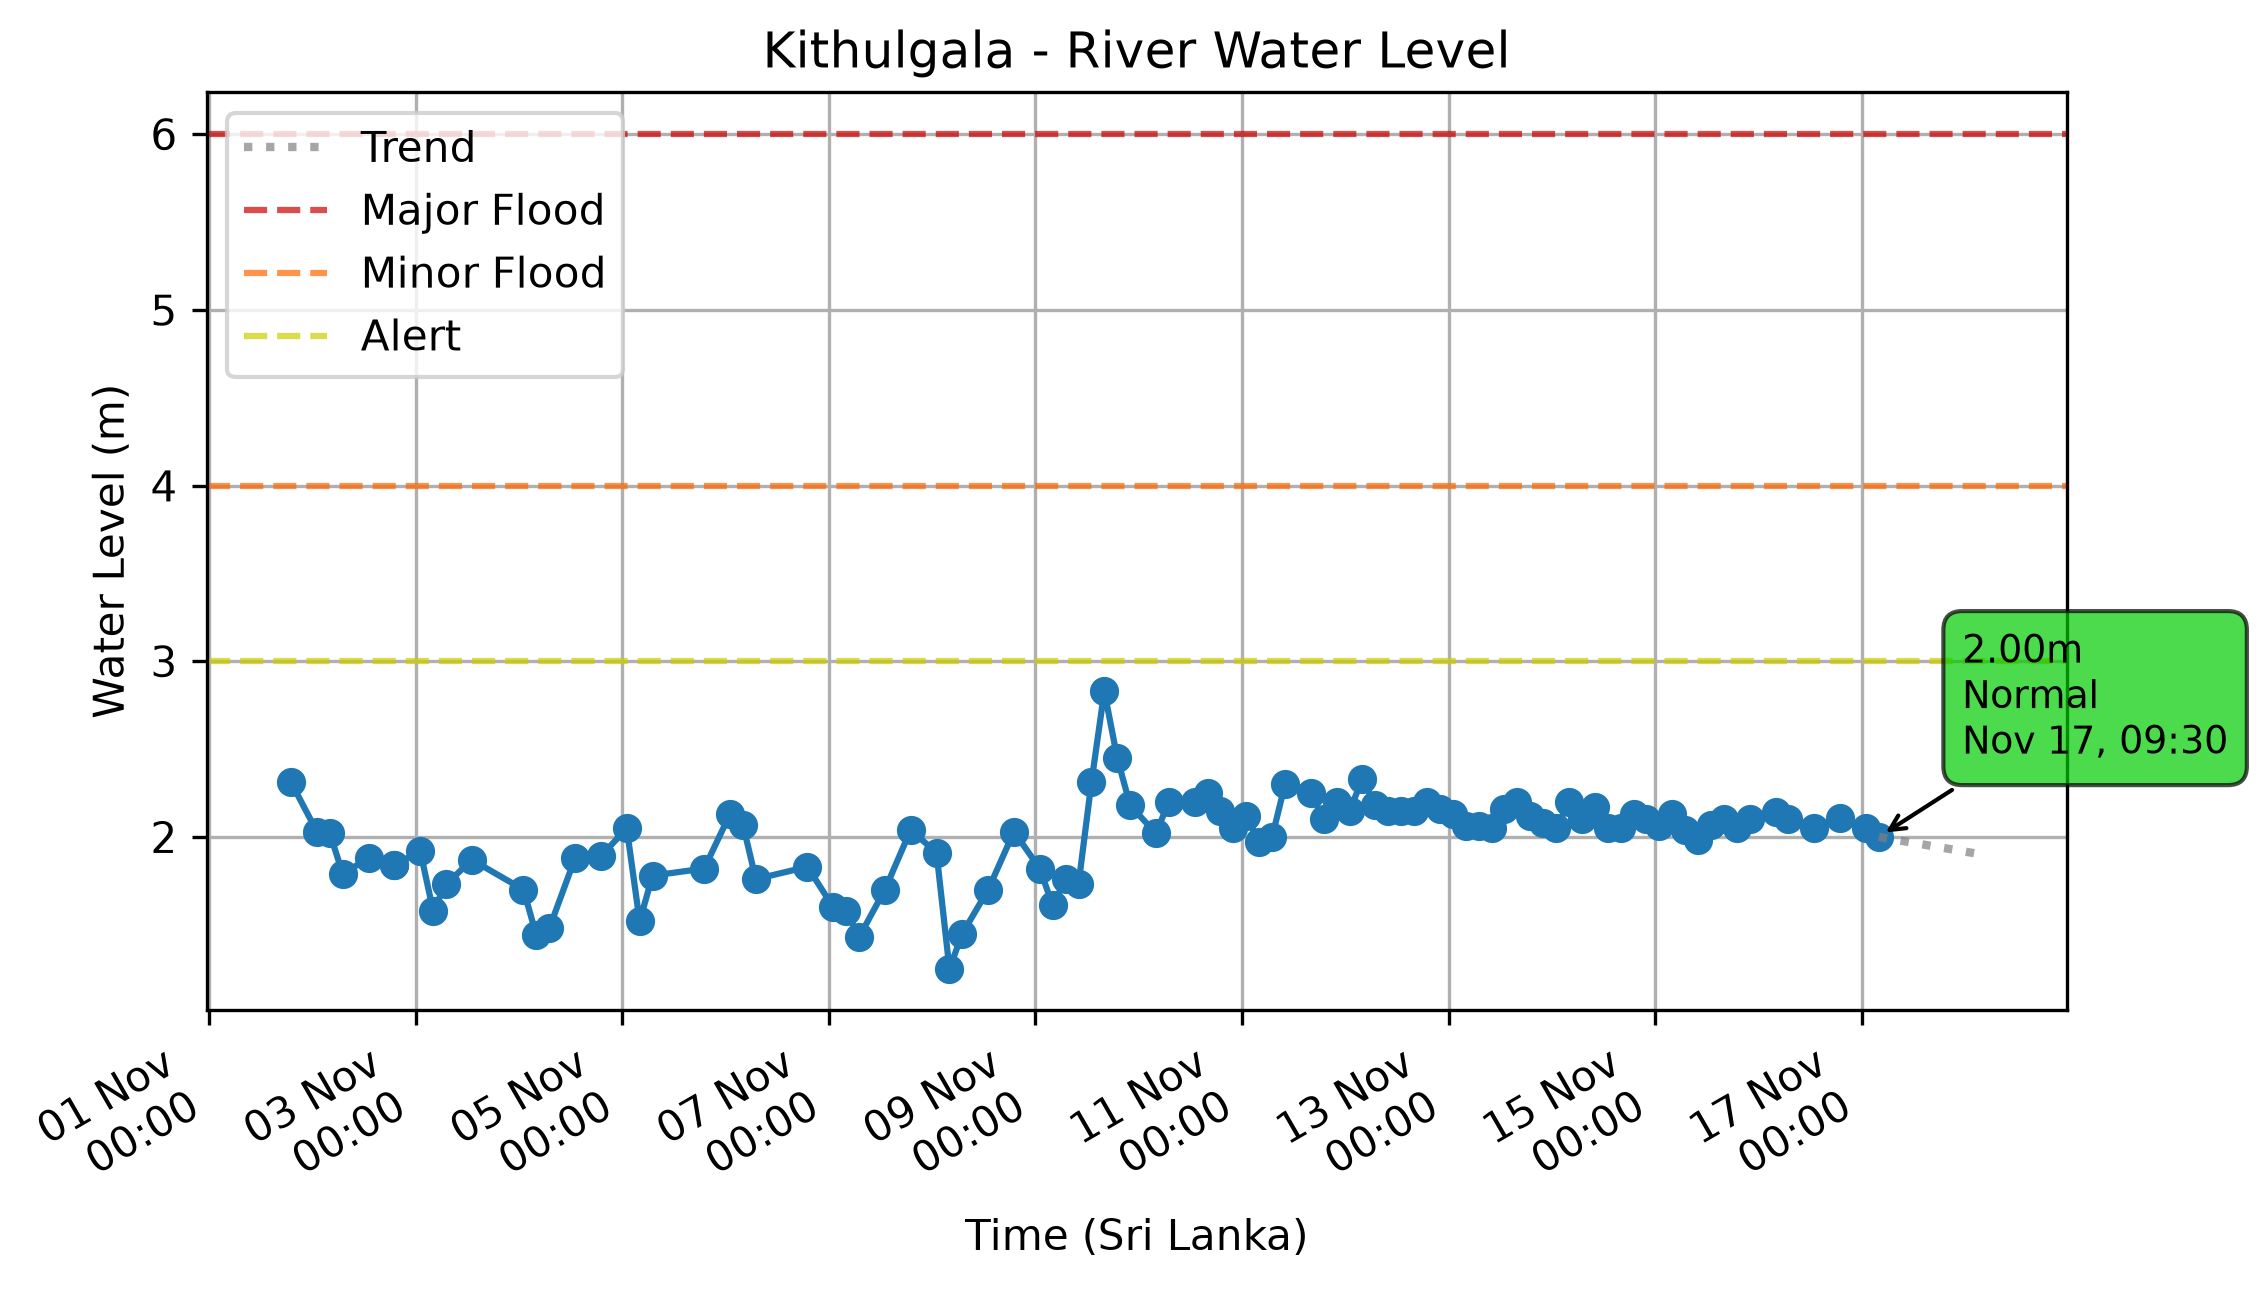 Kithulgala - River Water Level
Trend
Major Flood
Minor Flood
Alert
6
5
4
3
2
Water Level (m)
2.00m
Normal
Nov 17, 09:30
01 Nov
00:00
03 Nov
00:00
05 Nov
00:00
07 Nov
00:00
09 Nov
00:00
11 Nov
00:00
13 Nov
00:00
15 Nov
00:00
17 Nov
00:00
Time (Sri Lanka)